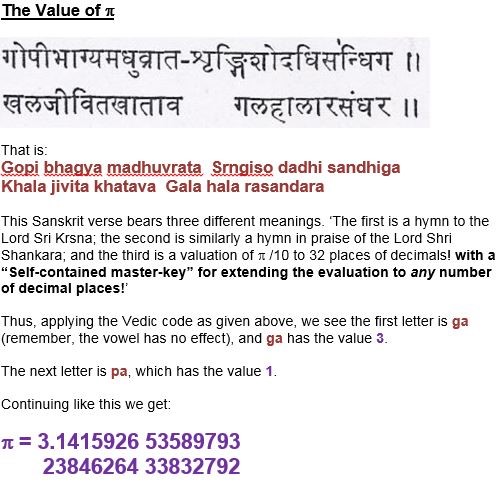 The Value of π
गोपीभाग्यमधुव्रात-शृङ्गिशोदधिसन्धिग ॥
खलजीवितखाताव गलहालारसंधर ॥
That is:
Gopi bhagya madhuvrata Srngiso dadhi sandhiga
Khala jivita khatava Gala hala rasandara
This Sanskrit verse bears three different meanings. ‘The first is a hymn to the
Lord Sri Krsna; the second is similarly a hymn in praise of the Lord Shri
Shankara; and the third is a valuation of π /10 to 32 places of decimals! with a
“Self-contained master-key” for extending the evaluation to any number
of decimal places!’
Thus, applying the Vedic code as given above, we see the first letter is ga
(remember, the vowel has no effect), and ga has the value 3.
The next letter is pa, which has the value 1.
Continuing like this we get:
π = 3.1415926 53589793
23846264 33832792